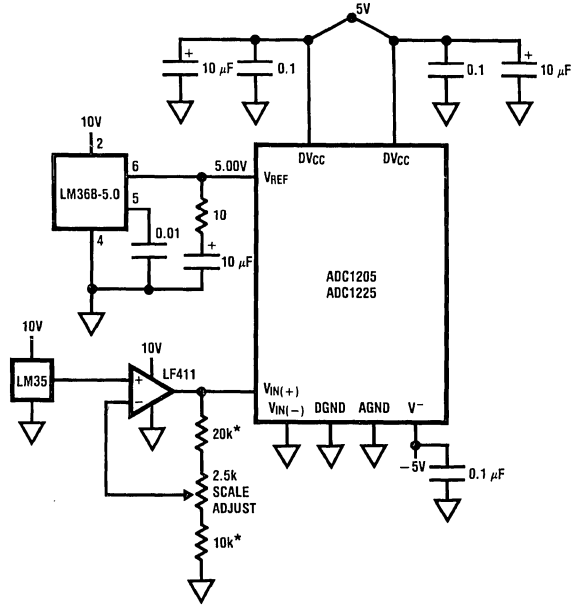 5V
+
10 µF
0.1
0.1
+
10 µF
10V
2
DVCC
DVCC
LM368-5.0
6
5.00V
VREF
5
10
4
0.01
+
10 µF
ADC1205
ADC1225
10V
10V
LM35
+
−
LF411
VIN(+)
VIN(−)
DGND
AGND
V−
20k*
−5V
0.1 µF
2.5k
SCALE
ADJUST
10k*